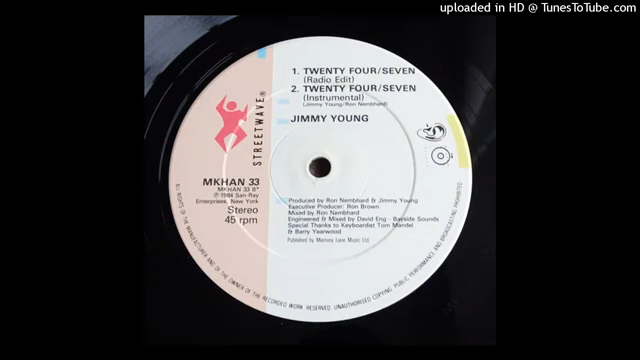 uploaded in HD @ TunesToTube.com
1. TWENTY FOUR/SEVEN
(Radio Edit)
2. TWENTY FOUR/SEVEN
(Instrumental)
(Jimmy Young/Ron Nembhard)
JIMMY YOUNG
STREETWAVE®
MKHAN 33
MKHAN 33 B*
℗ 1984 San-Ray
Enterprises, New York
Stereo
45 rpm
Produced by Ron Nembhard & Jimmy Young
Executive Producer: Ron Brown
Mixed by Ron Nembhard
Engineered & Mixed by David Eng - Bayside Sounds
Special Thanks to Keyboardist Tom Mandel
& Barry Yearwood
Published by Memory Lane Music Ltd.
ALL RIGHTS OF THE MANUFACTURER AND OF THE OWNER OF THE RECORDED WORK RESERVED. UNAUTHORISED COPYING, PUBLIC PERFORMANCE AND BROADCASTING PROHIBITED